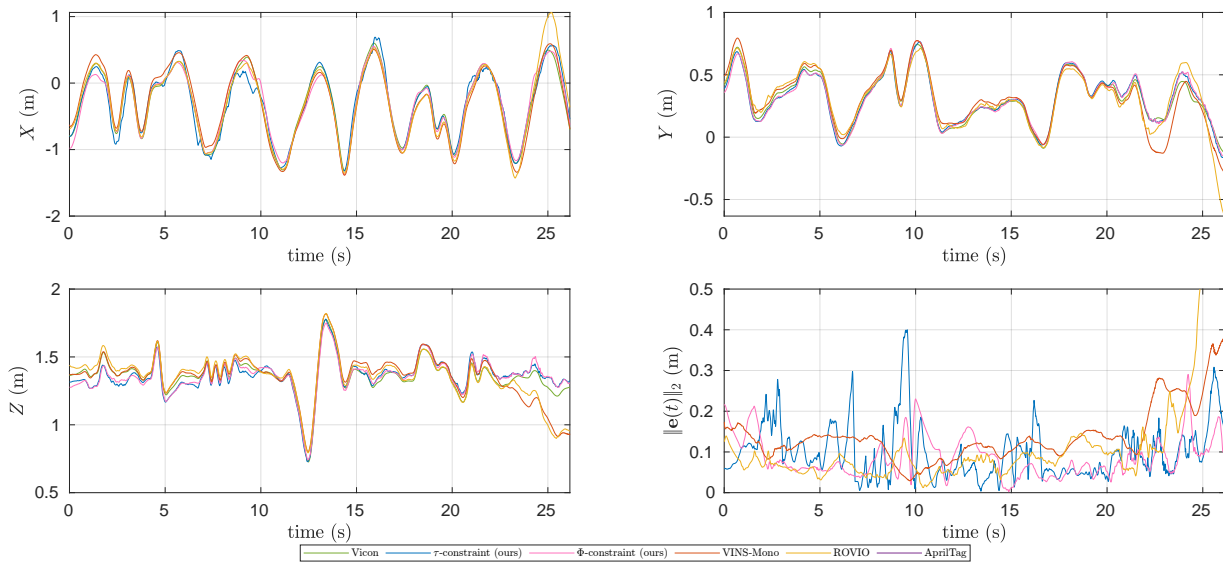 1
0
-1
-2
X (m)
0 5 10 15 20 25
time (s)
1
0.5
0
-0.5
Y (m)
0 5 10 15 20 25
time (s)
2
1.5
1
0.5
Z (m)
0 5 10 15 20 25
time (s)
0.5
0.4
0.3
0.2
0.1
0
‖e(t)‖₂ (m)
0 5 10 15 20 25
time (s)
Vicon τ-constraint (ours) Φ-constraint (ours) VINS-Mono ROVIO AprilTag